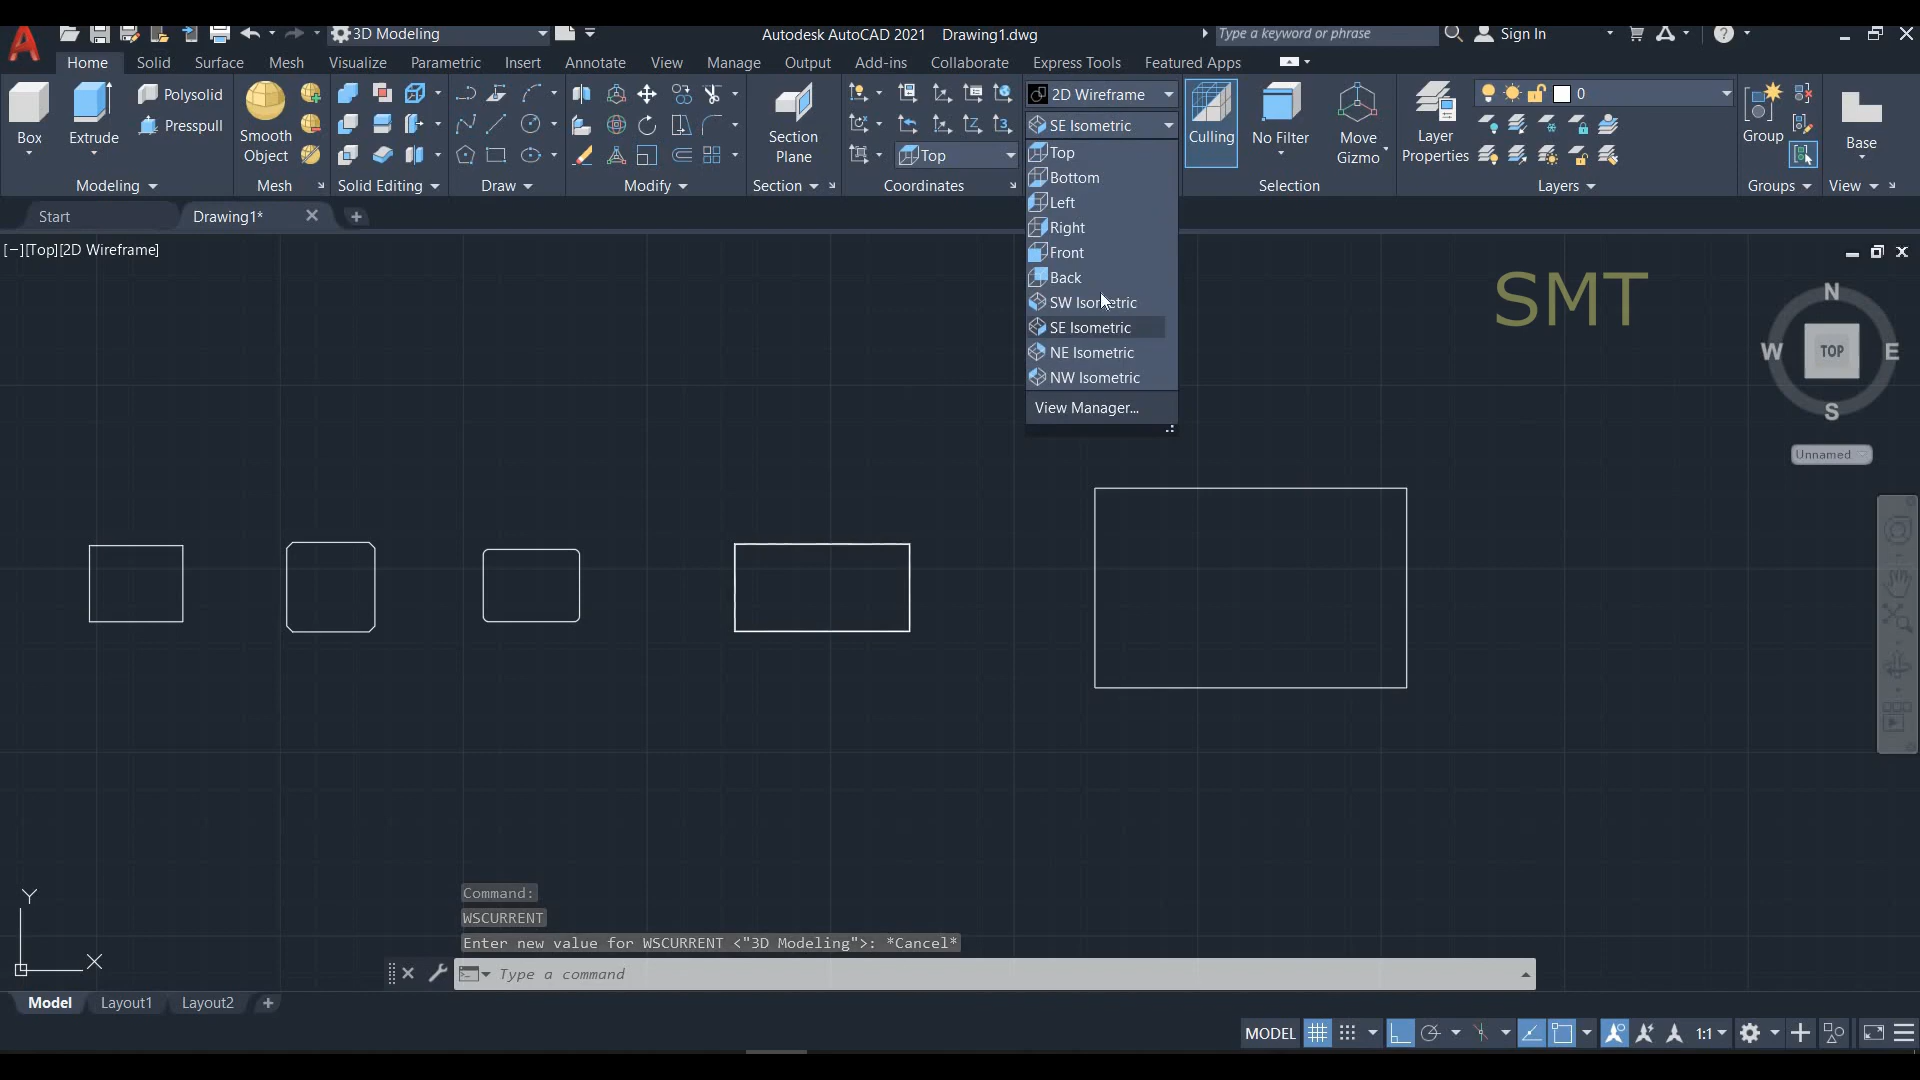 3D Modeling
Autodesk AutoCAD 2021 Drawing1.dwg
Type a keyword or phrase
Sign In
Home Solid Surface Mesh Visualize Parametric Insert Annotate View Manage Output Add-ins Collaborate Express Tools Featured Apps
Box
Extrude
Polysolid
Presspull
Smooth
Object
Section
Plane
Top
2D Wireframe
SE Isometric
Culling
No Filter
Move
Gizmo
Layer
Properties
0
Group
Base
Modeling
Mesh
Solid Editing
Draw
Modify
Section
Coordinates
Selection
Layers
Groups
View
Start
Drawing1*
Top
Bottom
Left
Right
Front
Back
SW Isometric
SE Isometric
NE Isometric
NW Isometric
View Manager...
[−][Top][2D Wireframe]
SMT
N
W
TOP
E
S
Unnamed
Y
X
Command:
WSCURRENT
Enter new value for WSCURRENT <"3D Modeling">: *Cancel*
Type a command
Model
Layout1
Layout2
MODEL
1:1